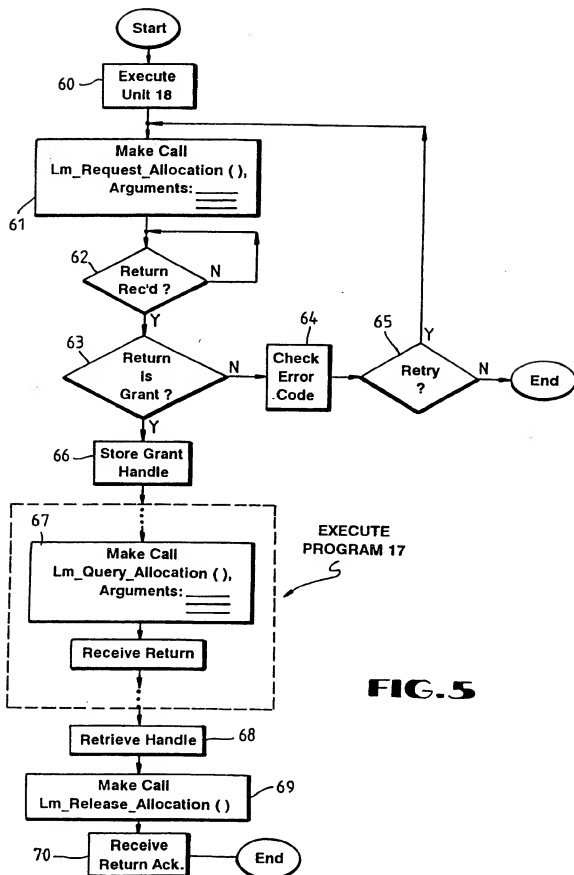 Start
60
Execute
Unit 18
Make Call
Lm_Request_Allocation ( ),
Arguments:
61
62
Return
Rec'd ?
N
Y
63
Return
Is
Grant ?
N
Y
64
Check
Error
Code
65
Retry
?
Y
N
End
66
Store Grant
Handle
67
Make Call
Lm_Query_Allocation ( ),
Arguments:
Receive Return
EXECUTE
PROGRAM 17
FIG.5
Retrieve Handle
68
Make Call
Lm_Release_Allocation ( )
69
70
Receive
Return Ack.
End